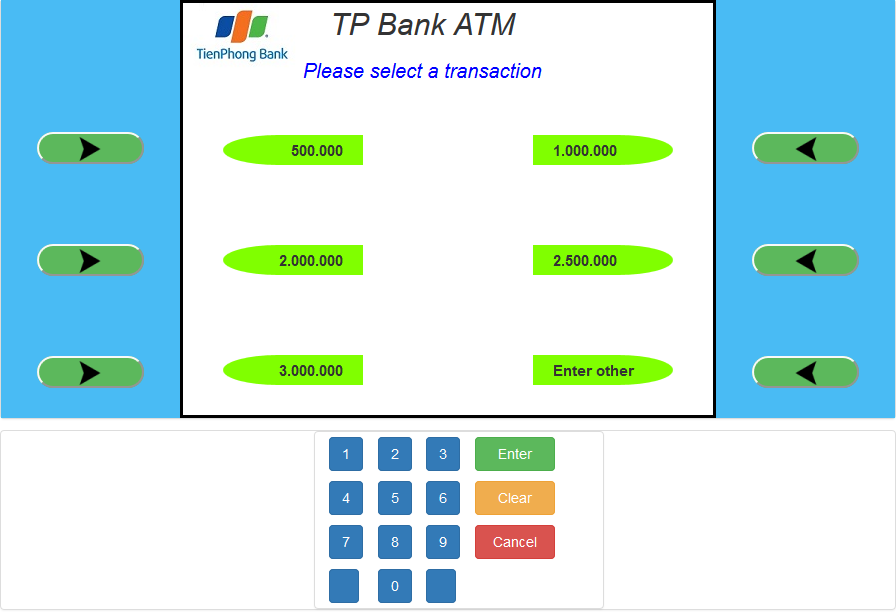 TP Bank ATM
TienPhong Bank
Please select a transaction
500.000 1.000.000
2.000.000 2.500.000
3.000.000 Enter other
1 2 3 Enter
4 5 6 Clear
7 8 9 Cancel
0